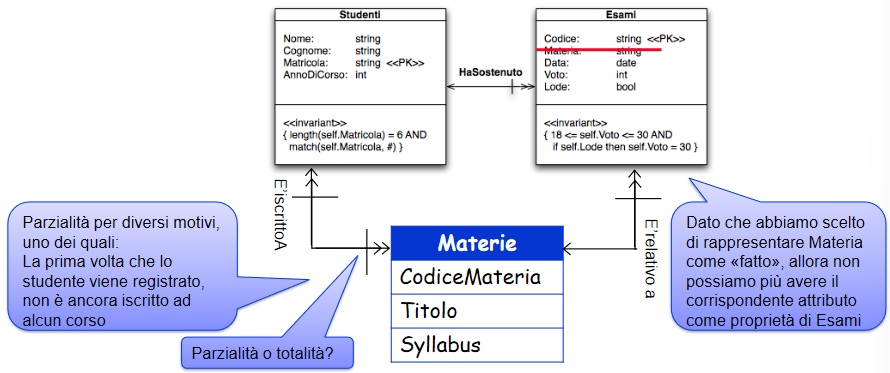 Studenti
Nome: string
Cognome: string
Matricola: string <<PK>>
AnnoDiCorso: int
<<invariant>>
{ length(self.Matricola) = 6 AND
match(self.Matricola, #) }
HaSostenuto
Esami
Codice: string <<PK>>
Materia: string
Data: date
Voto: int
Lode: bool
<<invariant>>
{ 18 <= self.Voto <= 30 AND
if self.Lode then self.Voto = 30 }
E'iscrittoA
E'relativo a
Parzialità per diversi motivi,
uno dei quali:
La prima volta che lo
studente viene registrato,
non è ancora iscritto ad
alcun corso
Parzialità o totalità?
Materie
CodiceMateria
Titolo
Syllabus
Dato che abbiamo scelto
di rappresentare Materia
come «fatto», allora non
possiamo più avere il
corrispondente attributo
come proprietà di Esami